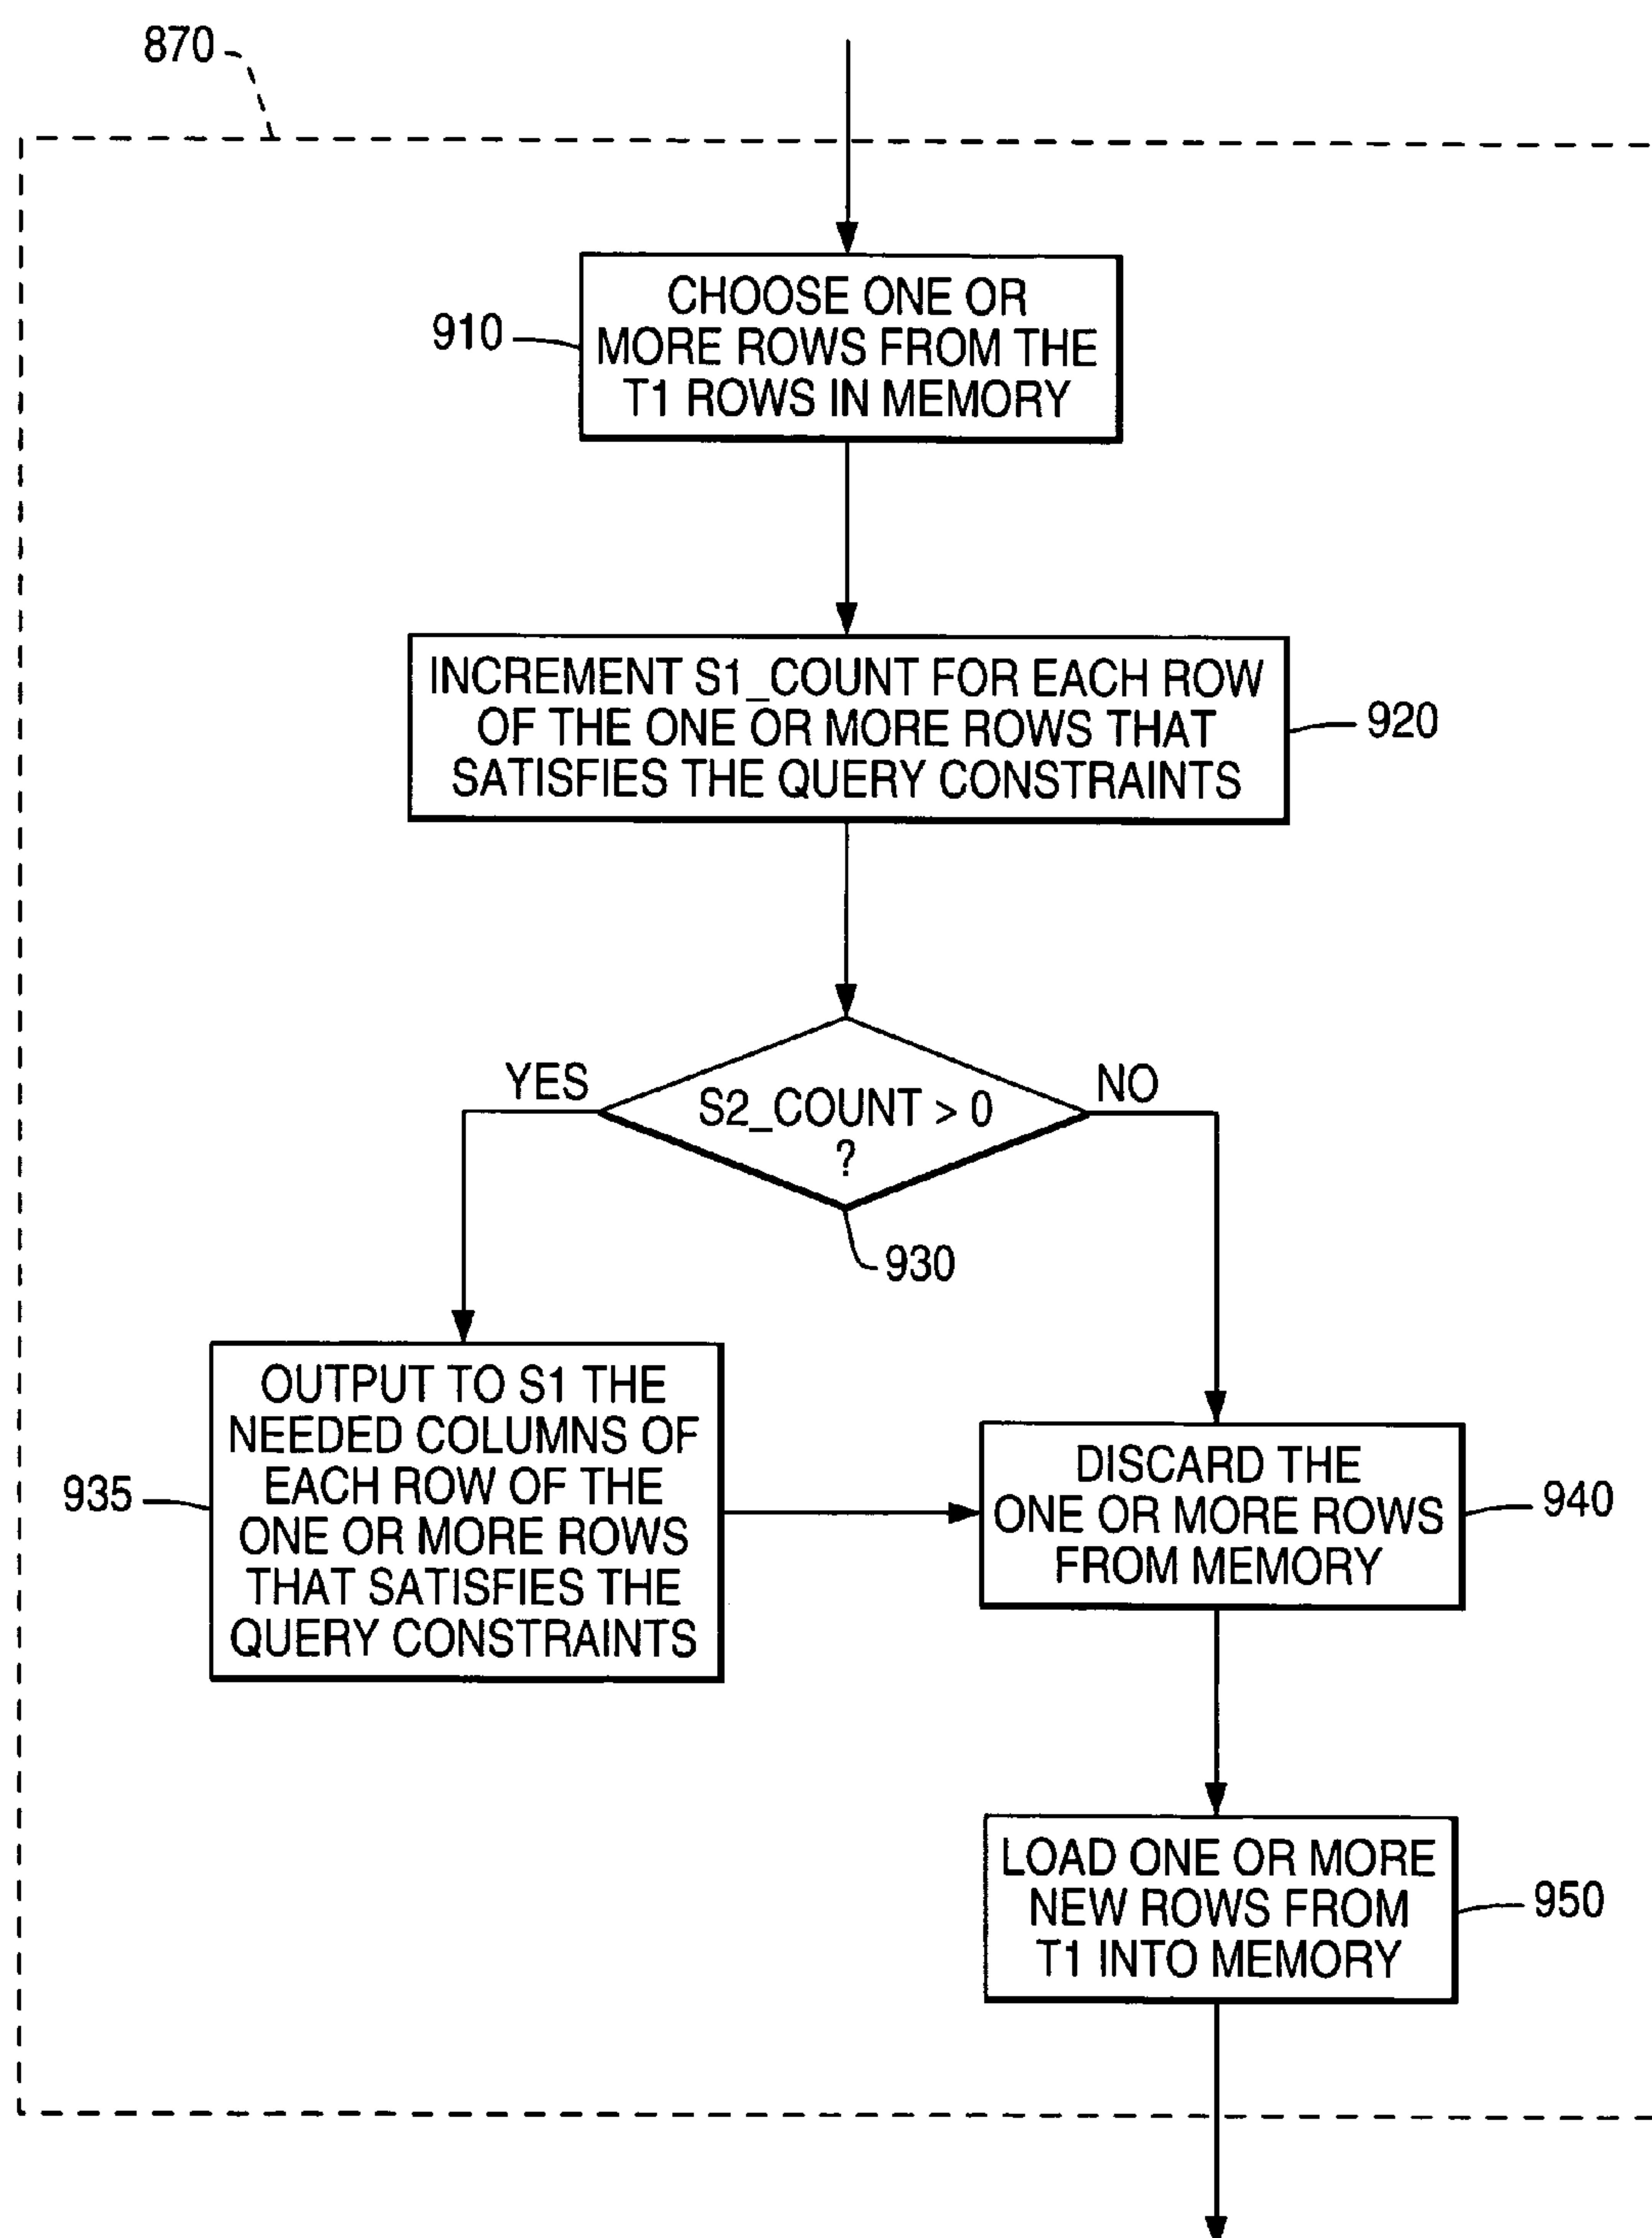 870
910
CHOOSE ONE OR
MORE ROWS FROM THE
T1 ROWS IN MEMORY
INCREMENT S1_COUNT FOR EACH ROW
OF THE ONE OR MORE ROWS THAT
SATISFIES THE QUERY CONSTRAINTS
920
YES
S2_COUNT > 0
?
NO
930
935
OUTPUT TO S1 THE
NEEDED COLUMNS OF
EACH ROW OF THE
ONE OR MORE ROWS
THAT SATISFIES THE
QUERY CONSTRAINTS
DISCARD THE
ONE OR MORE ROWS
FROM MEMORY
940
LOAD ONE OR MORE
NEW ROWS FROM
T1 INTO MEMORY
950